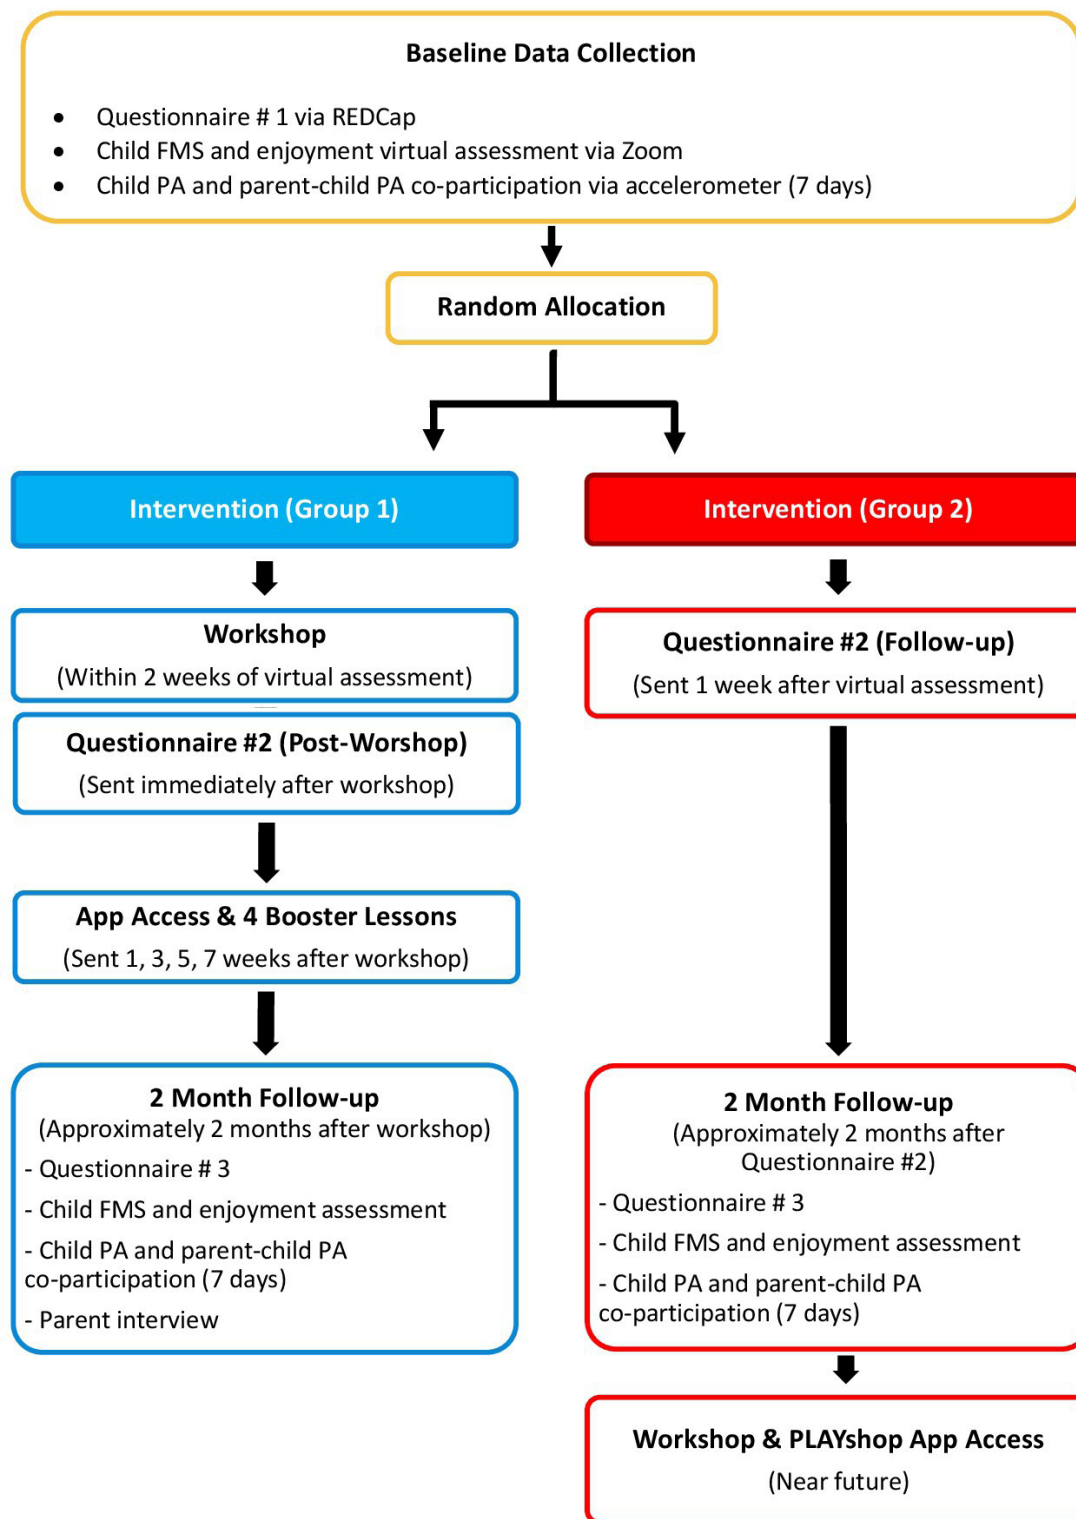 Baseline Data Collection
• Questionnaire # 1 via REDCap
• Child FMS and enjoyment virtual assessment via Zoom
• Child PA and parent-child PA co-participation via accelerometer (7 days)
Random Allocation
Intervention (Group 1)
Workshop
(Within 2 weeks of virtual assessment)
Questionnaire #2 (Post-Worshop)
(Sent immediately after workshop)
App Access & 4 Booster Lessons
(Sent 1, 3, 5, 7 weeks after workshop)
2 Month Follow-up
(Approximately 2 months after workshop)
- Questionnaire # 3
- Child FMS and enjoyment assessment
- Child PA and parent-child PA
co-participation (7 days)
- Parent interview
Intervention (Group 2)
Questionnaire #2 (Follow-up)
(Sent 1 week after virtual assessment)
2 Month Follow-up
(Approximately 2 months after
Questionnaire #2)
- Questionnaire # 3
- Child FMS and enjoyment assessment
- Child PA and parent-child PA
co-participation (7 days)
Workshop & PLAYshop App Access
(Near future)